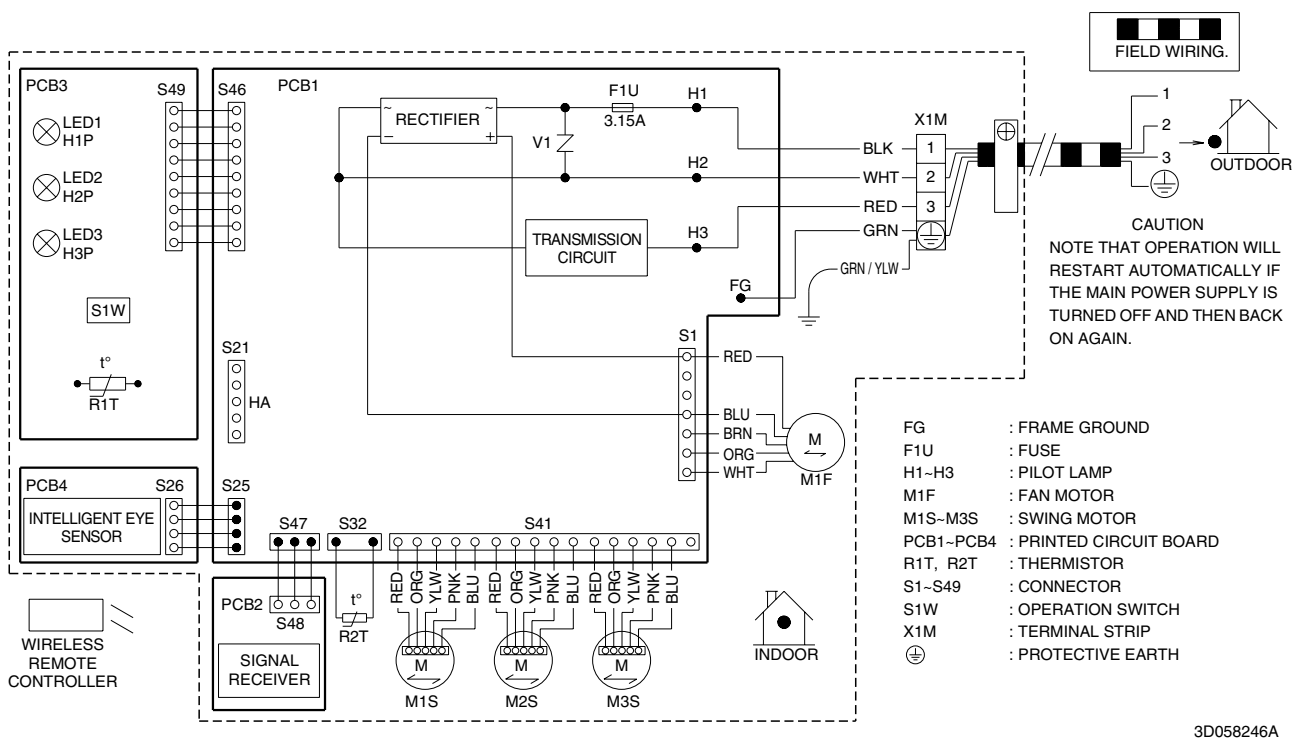 FIELD WIRING.
PCB3
S49
S46
PCB1
LED1
H1P
LED2
H2P
LED3
H3P
S1W
t°
R1T
~
~
RECTIFIER
−
+
V1
F1U
3.15A
H1
H2
TRANSMISSION
CIRCUIT
H3
FG
X1M
BLK
1
WHT
2
RED
3
GRN
GRN / YLW
1
2
3
OUTDOOR
CAUTION
NOTE THAT OPERATION WILL
RESTART AUTOMATICALLY IF
THE MAIN POWER SUPPLY IS
TURNED OFF AND THEN BACK
ON AGAIN.
S21
HA
S1
RED
BLU
BRN
ORG
WHT
M
M1F
PCB4
S26
S25
INTELLIGENT EYE
SENSOR
S47
S32
S41
PCB2
S48
SIGNAL
RECEIVER
t°
R2T
RED
ORG
YLW
PNK
BLU
RED
ORG
YLW
PNK
BLU
RED
ORG
YLW
PNK
BLU
M
M1S
M
M2S
M
M3S
INDOOR
WIRELESS
REMOTE
CONTROLLER
FG : FRAME GROUND
F1U : FUSE
H1~H3 : PILOT LAMP
M1F : FAN MOTOR
M1S~M3S : SWING MOTOR
PCB1~PCB4 : PRINTED CIRCUIT BOARD
R1T, R2T : THERMISTOR
S1~S49 : CONNECTOR
S1W : OPERATION SWITCH
X1M : TERMINAL STRIP
: PROTECTIVE EARTH
3D058246A